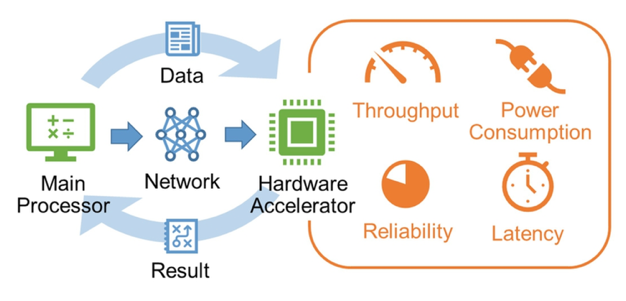 Data
Main
Processor
Network
Hardware
Accelerator
Result
Throughput
Power
Consumption
Reliability
Latency